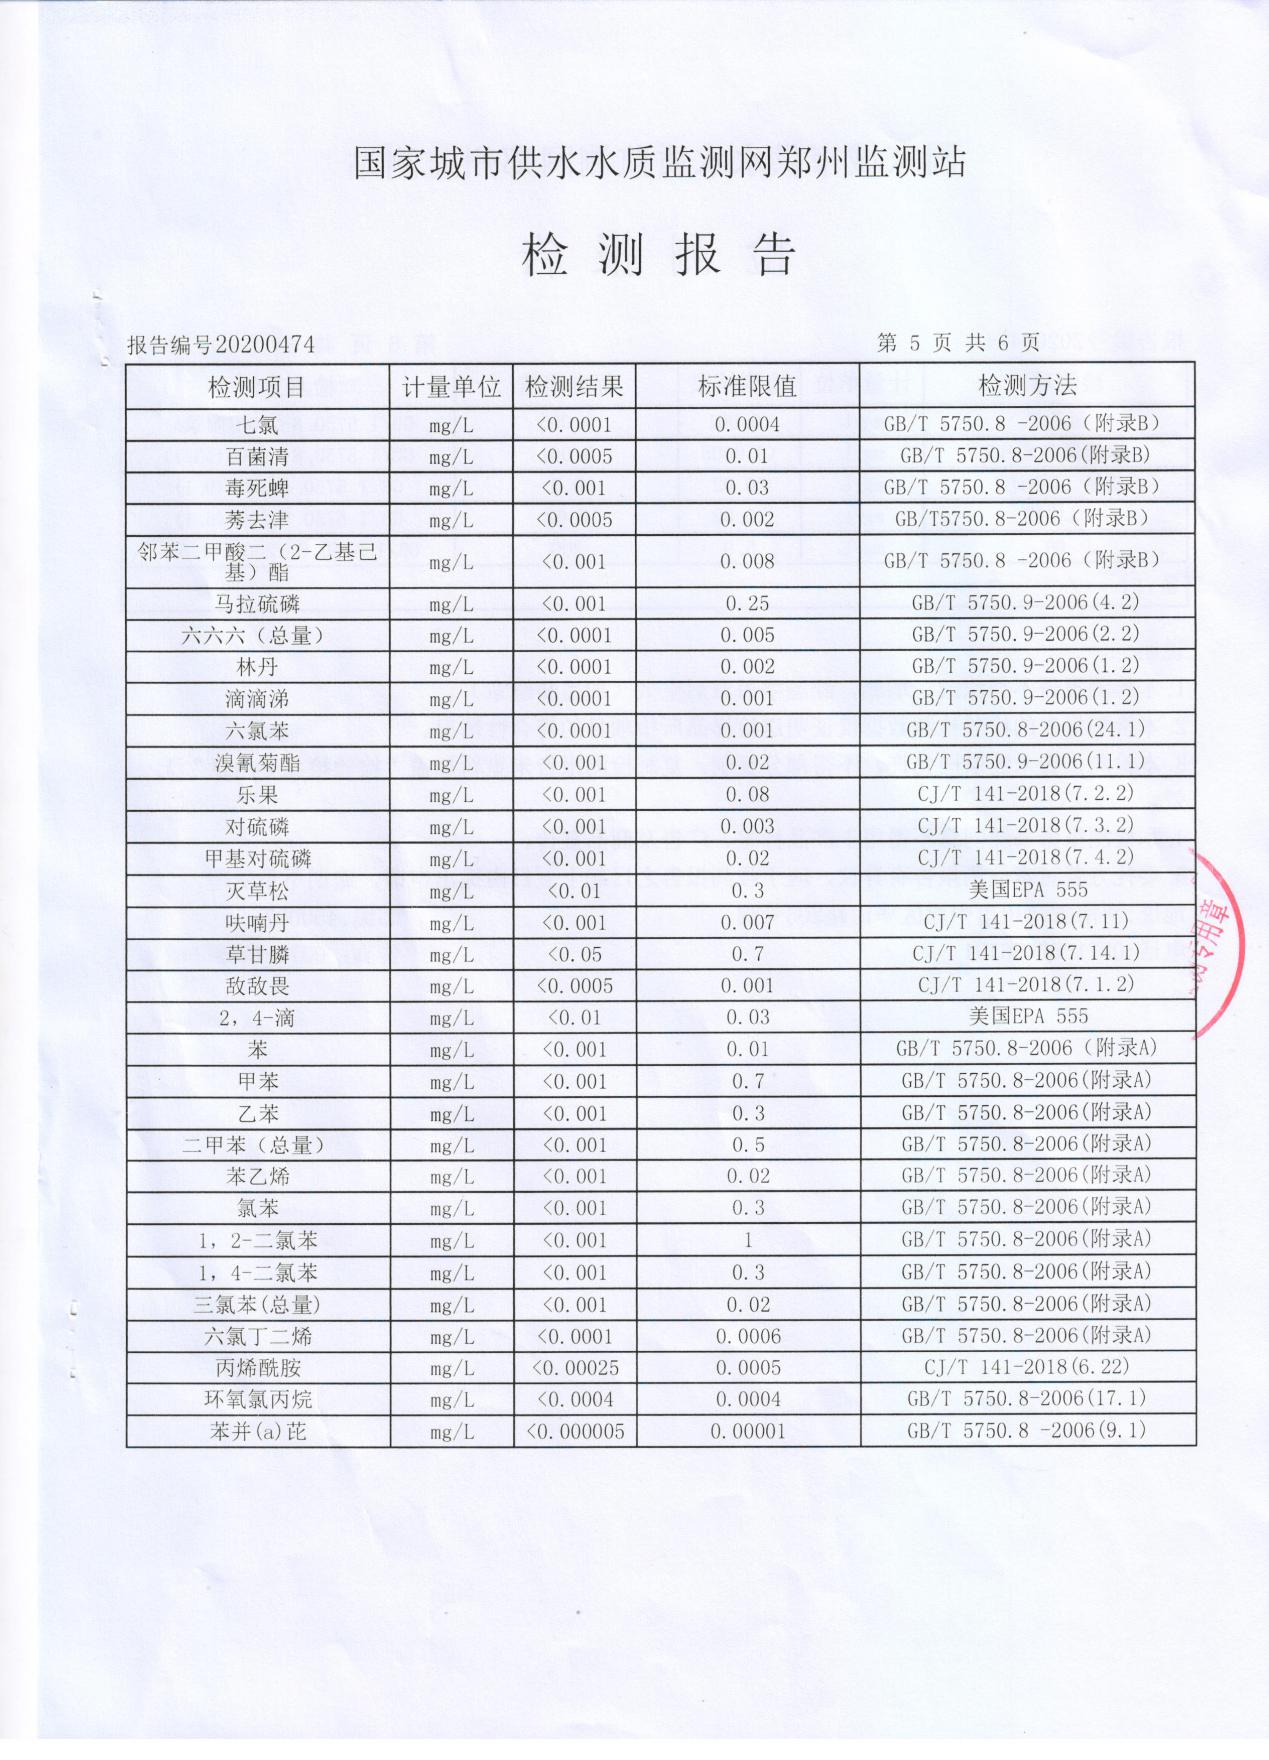 国家城市供水水质监测网郑州监测站
检 测 报 告
报告编号20200474 第 5 页 共 6 页
检测项目 计量单位 检测结果 标准限值 检测方法
七氯 mg/L <0.0001 0.0004 GB/T 5750.8 -2006（附录B）
百菌清 mg/L <0.0005 0.01 GB/T 5750.8-2006(附录B)
毒死蜱 mg/L <0.001 0.03 GB/T 5750.8 -2006（附录B）
莠去津 mg/L <0.0005 0.002 GB/T5750.8-2006（附录B）
邻苯二甲酸二（2-乙基己
基）酯 mg/L <0.001 0.008 GB/T 5750.8 -2006（附录B）
马拉硫磷 mg/L <0.001 0.25 GB/T 5750.9-2006(4.2)
六六六（总量） mg/L <0.0001 0.005 GB/T 5750.9-2006(2.2)
林丹 mg/L <0.0001 0.002 GB/T 5750.9-2006(1.2)
滴滴涕 mg/L <0.0001 0.001 GB/T 5750.9-2006(1.2)
六氯苯 mg/L <0.0001 0.001 GB/T 5750.8-2006(24.1)
溴氰菊酯 mg/L <0.001 0.02 GB/T 5750.9-2006(11.1)
乐果 mg/L <0.001 0.08 CJ/T 141-2018(7.2.2)
对硫磷 mg/L <0.001 0.003 CJ/T 141-2018(7.3.2)
甲基对硫磷 mg/L <0.001 0.02 CJ/T 141-2018(7.4.2)
灭草松 mg/L <0.01 0.3 美国EPA 555
呋喃丹 mg/L <0.001 0.007 CJ/T 141-2018(7.11)
草甘膦 mg/L <0.05 0.7 CJ/T 141-2018(7.14.1)
敌敌畏 mg/L <0.0005 0.001 CJ/T 141-2018(7.1.2)
2，4-滴 mg/L <0.01 0.03 美国EPA 555
苯 mg/L <0.001 0.01 GB/T 5750.8-2006（附录A)
甲苯 mg/L <0.001 0.7 GB/T 5750.8-2006(附录A)
乙苯 mg/L <0.001 0.3 GB/T 5750.8-2006(附录A)
二甲苯（总量） mg/L <0.001 0.5 GB/T 5750.8-2006(附录A)
苯乙烯 mg/L <0.001 0.02 GB/T 5750.8-2006(附录A)
氯苯 mg/L <0.001 0.3 GB/T 5750.8-2006(附录A)
1，2-二氯苯 mg/L <0.001 1 GB/T 5750.8-2006(附录A)
1，4-二氯苯 mg/L <0.001 0.3 GB/T 5750.8-2006(附录A)
三氯苯(总量) mg/L <0.001 0.02 GB/T 5750.8-2006(附录A)
六氯丁二烯 mg/L <0.0001 0.0006 GB/T 5750.8-2006(附录A)
丙烯酰胺 mg/L <0.00025 0.0005 CJ/T 141-2018(6.22)
环氧氯丙烷 mg/L <0.0004 0.0004 GB/T 5750.8-2006(17.1)
苯并(a)芘 mg/L <0.000005 0.00001 GB/T 5750.8 -2006(9.1)
专用章